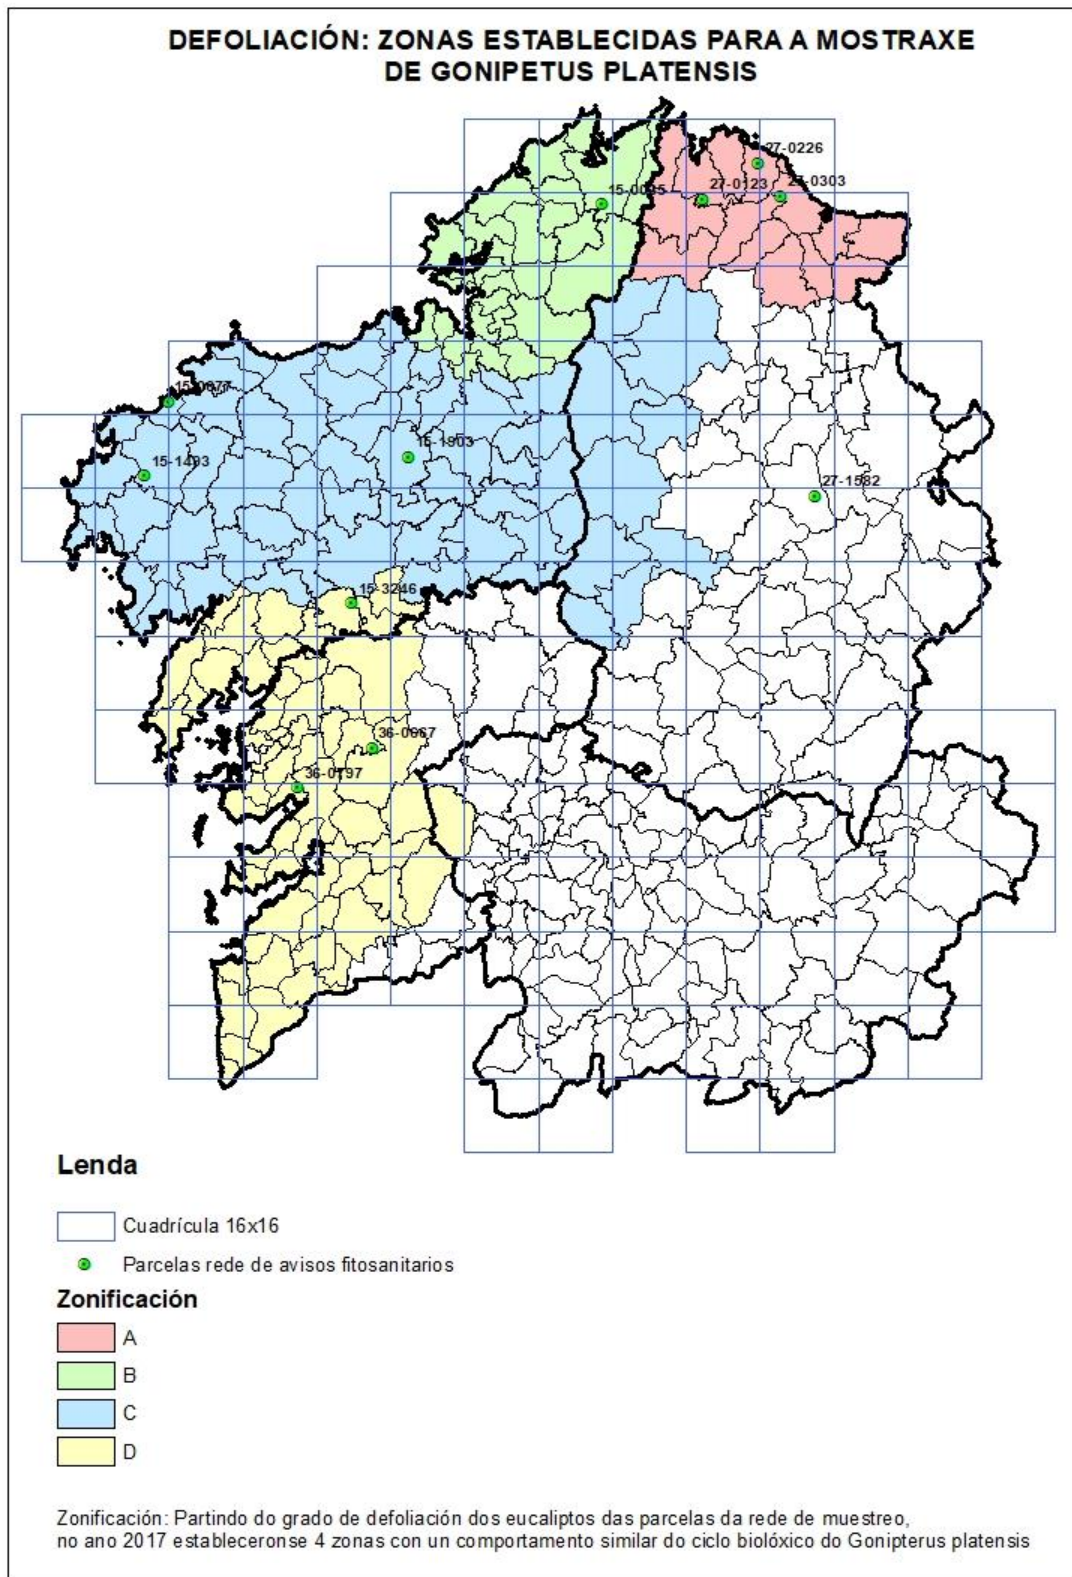 DEFOLIACIÓN: ZONAS ESTABLECIDAS PARA A MOSTRAXE
DE GONIPETUS PLATENSIS
27-0226
27-0123
27-0303
15-1903
15-1493
27-1582
15-3246
36-0667
36-0197
Lenda
Cuadrícula 16x16
Parcelas rede de avisos fitosanitarios
Zonificación
A
B
C
D
Zonificación: Partindo do grado de defoliación dos eucaliptos das parcelas da rede de muestreo,
no ano 2017 estableceronse 4 zonas con un comportamento similar do ciclo biolóxico do Gonipterus platensis